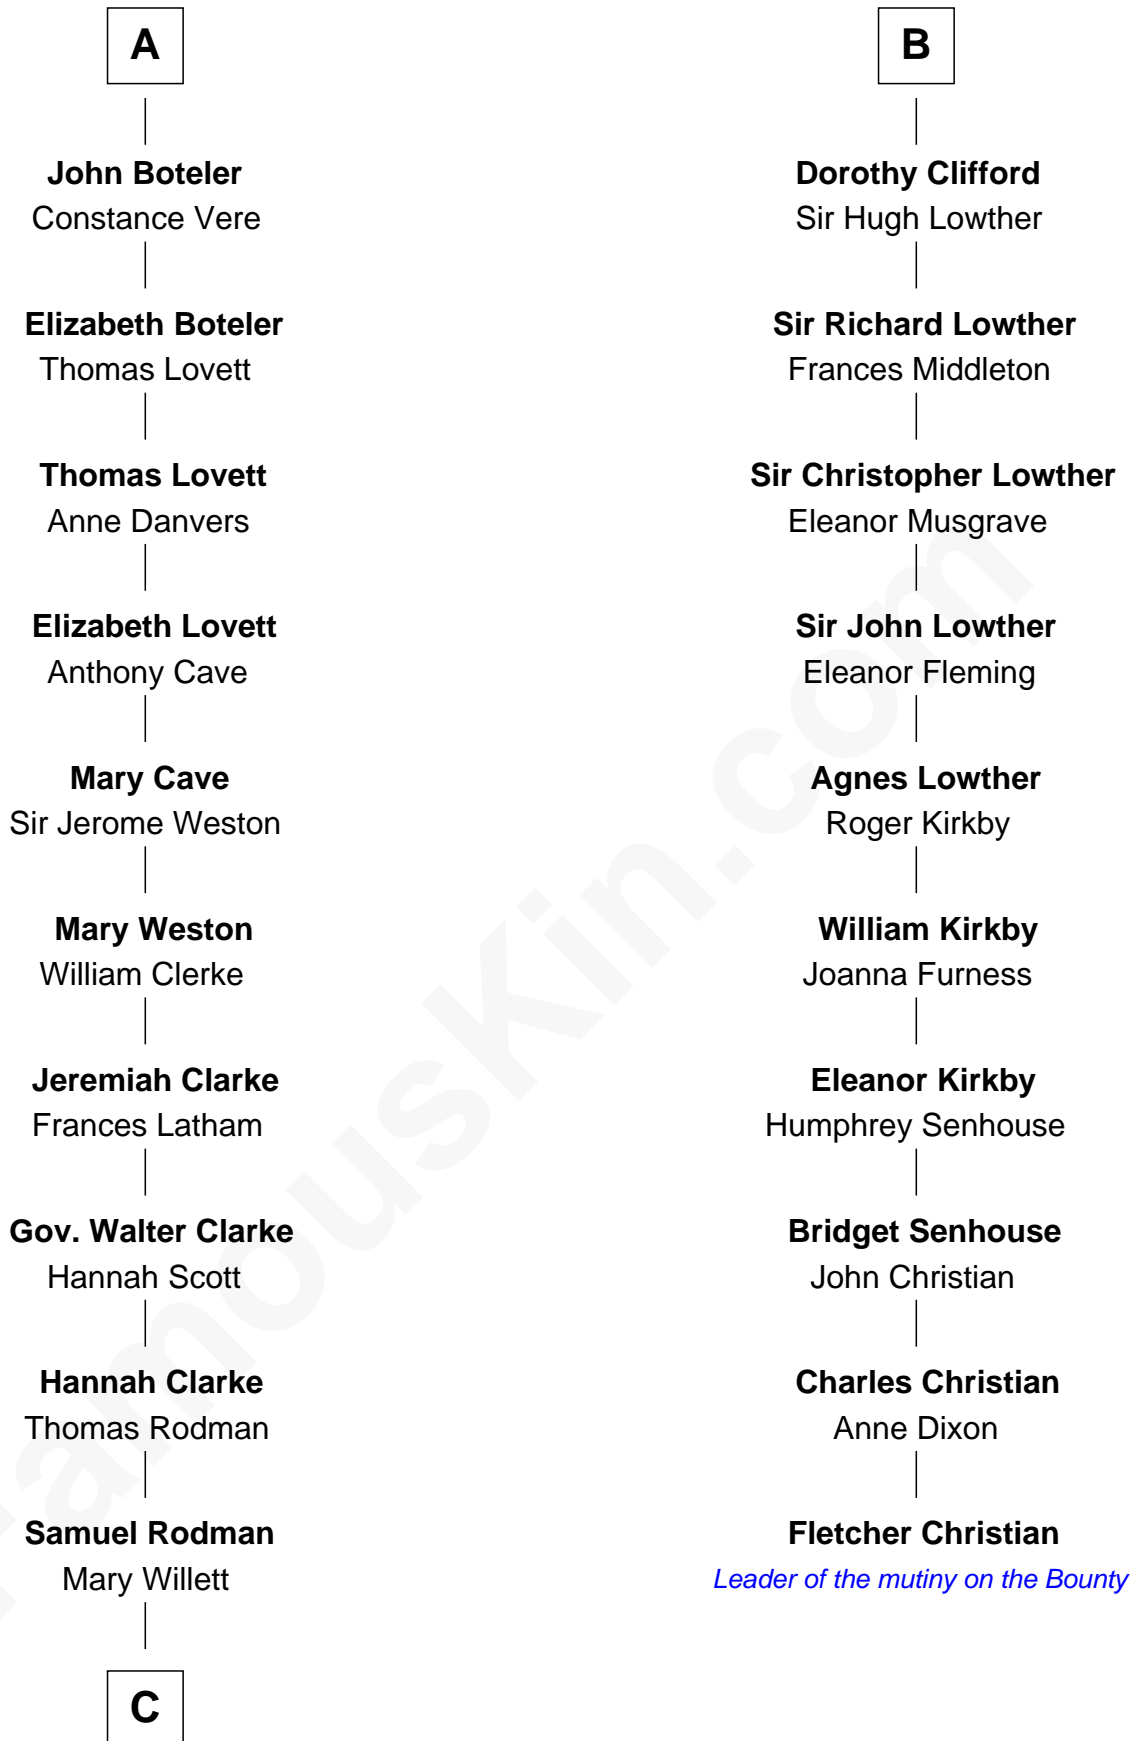 A
John Boteler
Constance Vere
Elizabeth Boteler
Thomas Lovett
Thomas Lovett
Anne Danvers
Elizabeth Lovett
Anthony Cave
Mary Cave
Sir Jerome Weston
Mary Weston
William Clerke
Jeremiah Clarke
Frances Latham
Gov. Walter Clarke
Hannah Scott
Hannah Clarke
Thomas Rodman
Samuel Rodman
Mary Willett
C
B
Dorothy Clifford
Sir Hugh Lowther
Sir Richard Lowther
Frances Middleton
Sir Christopher Lowther
Eleanor Musgrave
Sir John Lowther
Eleanor Fleming
Agnes Lowther
Roger Kirkby
William Kirkby
Joanna Furness
Eleanor Kirkby
Humphrey Senhouse
Bridget Senhouse
John Christian
Charles Christian
Anne Dixon
Fletcher Christian
Leader of the mutiny on the Bounty
FamousKin.com